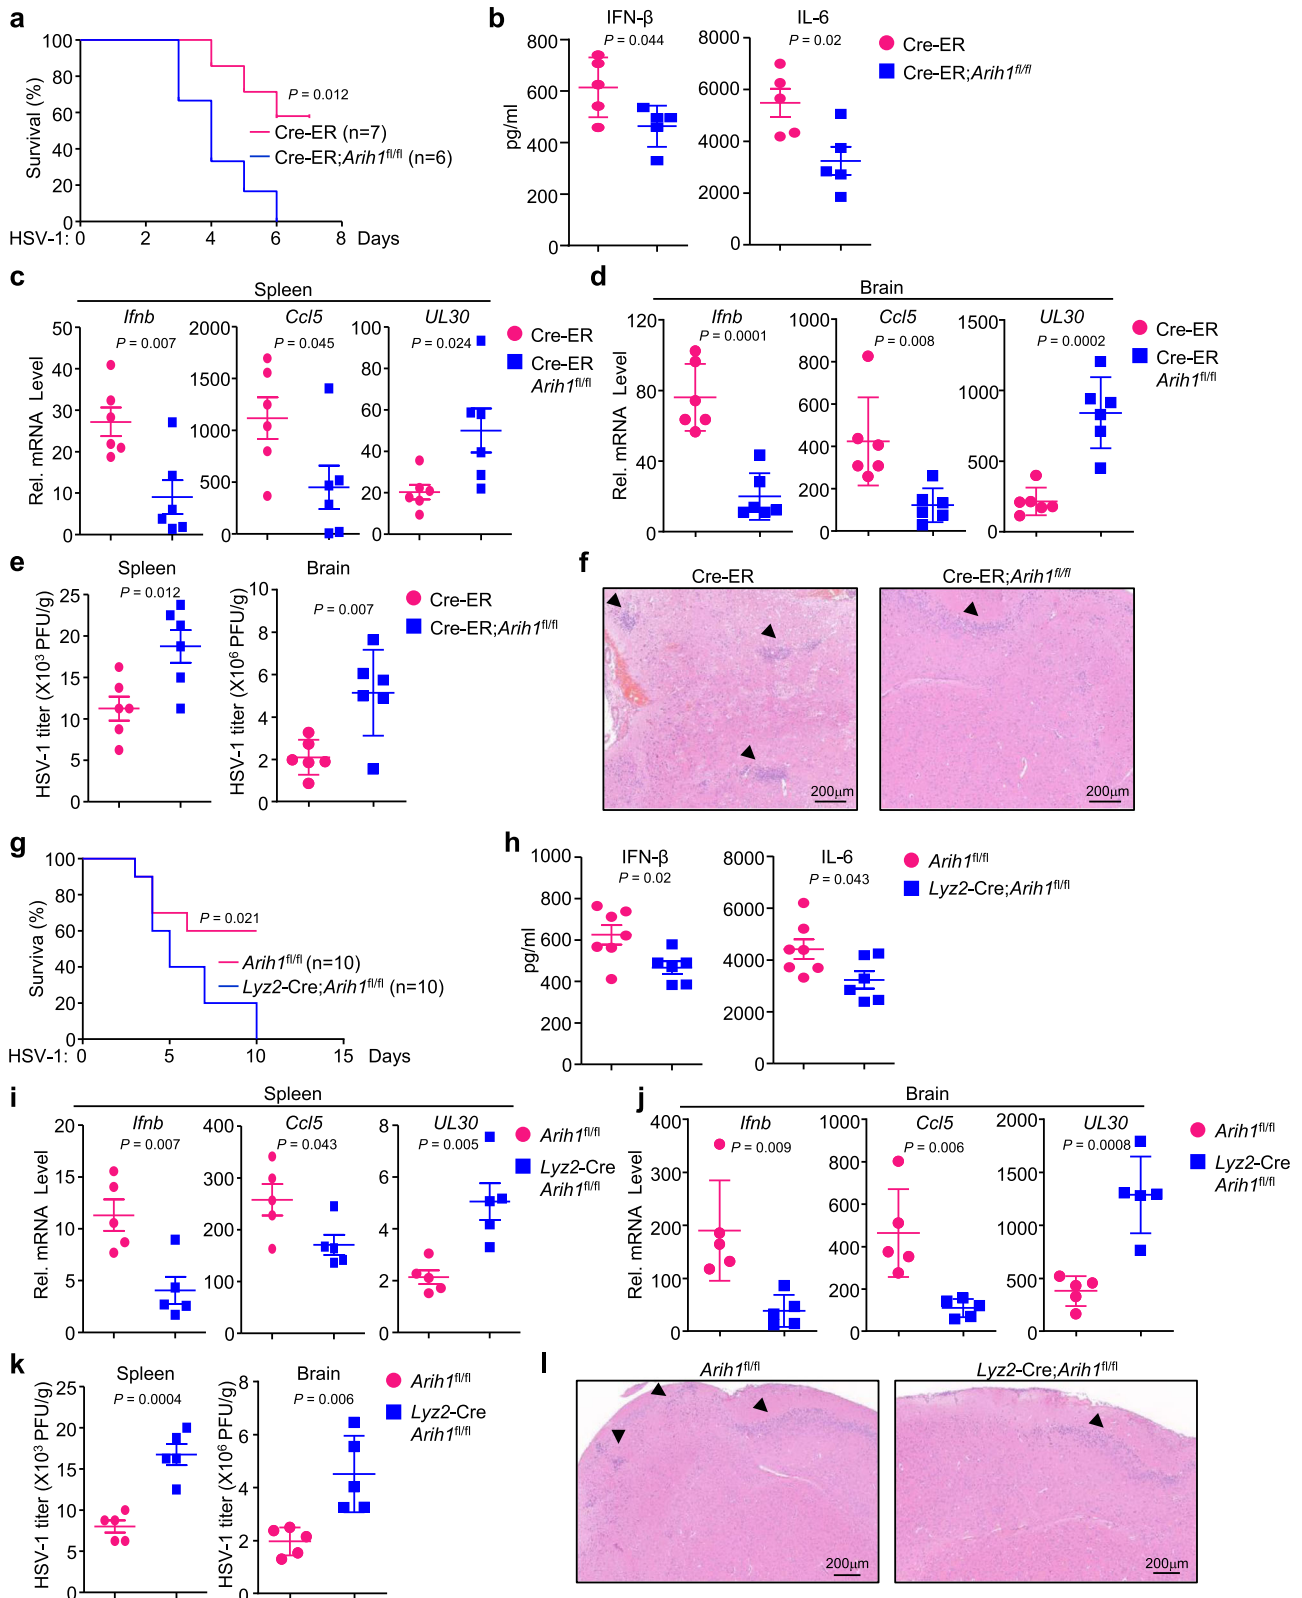 a
100
80
60
40
20
0
Survival (%)
P = 0.012
Cre-ER (n=7)
Cre-ER;Arih1fl/fl (n=6)
HSV-1: 0 2 4 6 8 Days
b
IFN-β
P = 0.044
800
600
400
200
0
pg/ml
IL-6
P = 0.02
8000
6000
4000
2000
0
Cre-ER
Cre-ER;Arih1fl/fl
c
Spleen
Rel. mRNA Level
Ifnb
P = 0.007
50
40
30
20
10
0
Ccl5
P = 0.045
2000
1500
1000
500
0
UL30
P = 0.024
100
80
60
40
20
0
Cre-ER
Cre-ER
Arih1fl/fl
d
Brain
Rel. mRNA Level
Ifnb
P = 0.0001
120
80
40
0
Ccl5
P = 0.008
1000
800
600
400
200
0
UL30
P = 0.0002
1500
1000
500
0
Cre-ER
Cre-ER
Arih1fl/fl
e
Spleen
P = 0.012
HSV-1 titer (X10³ PFU/g)
25
20
15
10
5
0
Brain
P = 0.007
HSV-1 titer (X10⁶ PFU/g)
10
8
6
4
2
0
Cre-ER
Cre-ER;Arih1fl/fl
f
Cre-ER
200μm
Cre-ER;Arih1fl/fl
200μm
g
100
80
60
40
20
0
Surviva (%)
P = 0.021
Arih1fl/fl (n=10)
Lyz2-Cre;Arih1fl/fl (n=10)
HSV-1: 0 5 10 15 Days
h
IFN-β
P = 0.02
1000
800
600
400
200
0
pg/ml
IL-6
P = 0.043
8000
6000
4000
2000
0
Arih1fl/fl
Lyz2-Cre;Arih1fl/fl
i
Spleen
Rel. mRNA Level
Ifnb
P = 0.007
20
15
10
5
0
Ccl5
P = 0.043
400
300
200
100
0
UL30
P = 0.005
8
6
4
2
0
Arih1fl/fl
Lyz2-Cre
Arih1fl/fl
j
Brain
Rel. mRNA Level
Ifnb
P = 0.009
400
300
200
100
0
Ccl5
P = 0.006
1000
800
600
400
200
0
UL30
P = 0.0008
2000
1500
1000
500
0
Arih1fl/fl
Lyz2-Cre
Arih1fl/fl
k
Spleen
P = 0.0004
HSV-1 titer (X10³ PFU/g)
25
20
15
10
5
0
Brain
P = 0.006
HSV-1 titer (X10⁶ PFU/g)
8
6
4
2
0
Arih1fl/fl
Lyz2-Cre
Arih1fl/fl
l
Arih1fl/fl
200μm
Lyz2-Cre;Arih1fl/fl
200μm